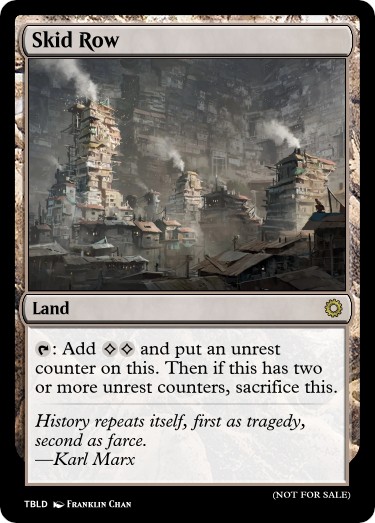 Skid Row
Land
: Add and put an unrest
counter on this. Then if this has two
or more unrest counters, sacrifice this.
History repeats itself, first as tragedy,
second as farce.
—Karl Marx
(NOT FOR SALE)
TBLD Franklin Chan